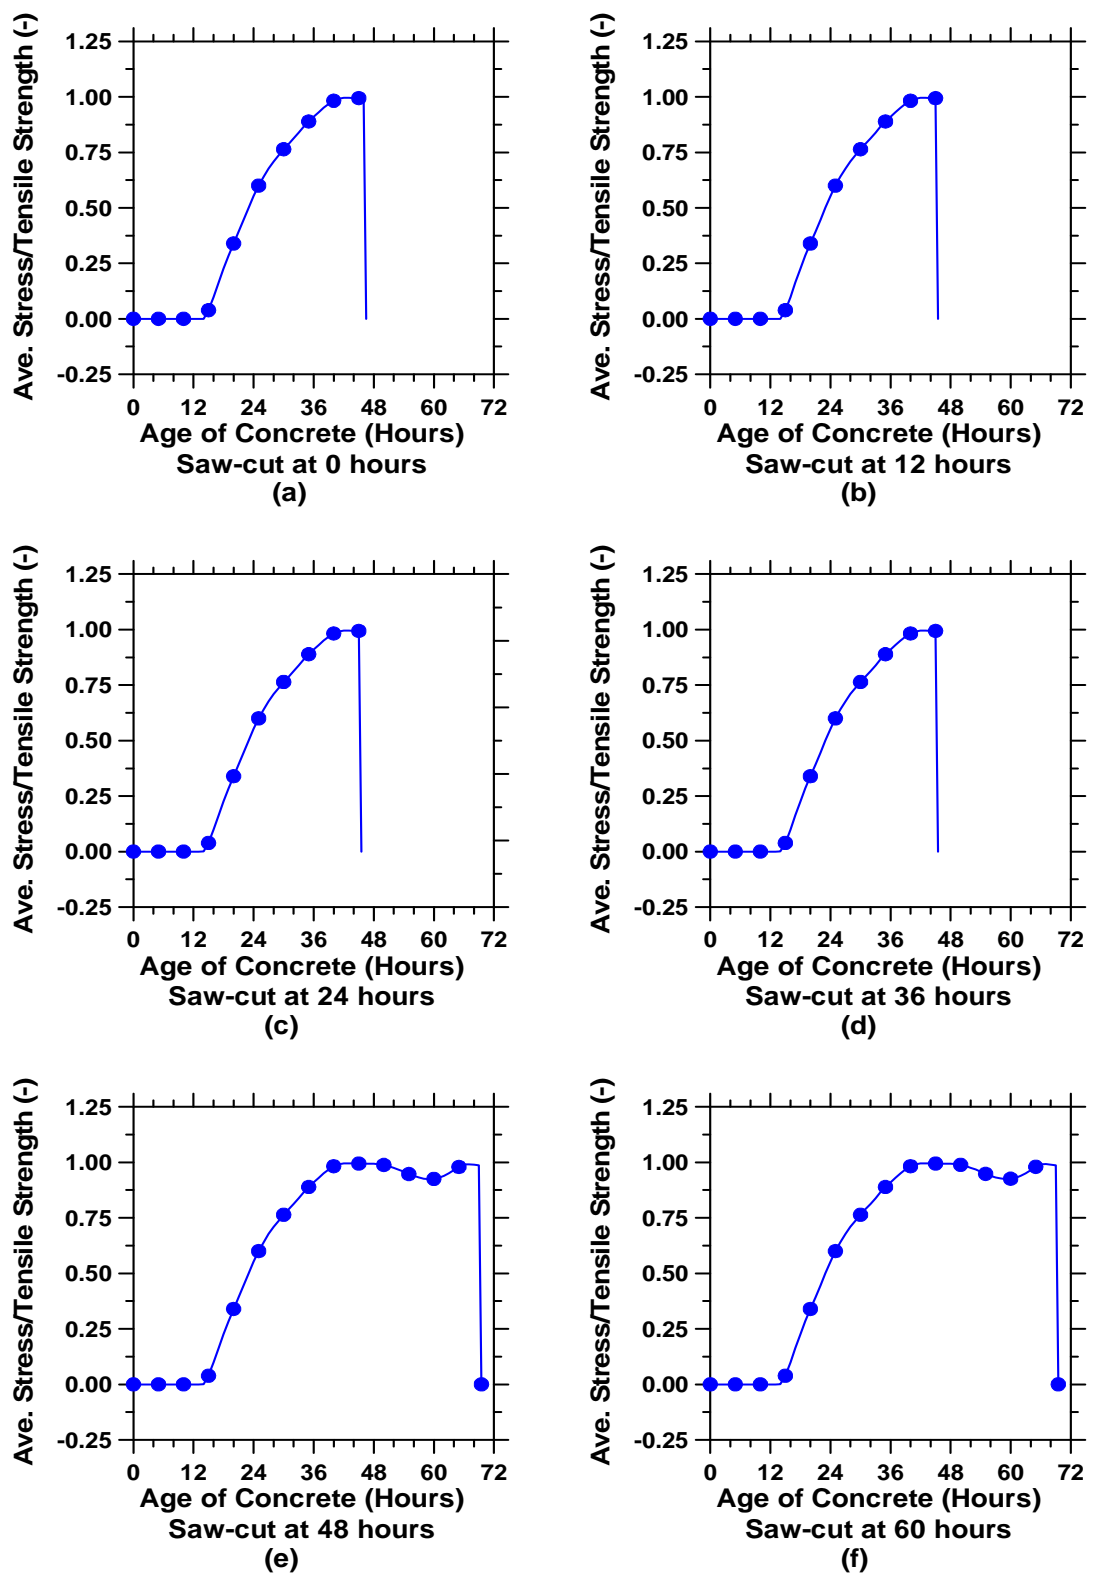 Ave. Stress/Tensile Strength (-)
1.25
1.00
0.75
0.50
0.25
0.00
-0.25
0 12 24 36 48 60 72
Age of Concrete (Hours)
Saw-cut at 0 hours
(a)
Ave. Stress/Tensile Strength (-)
1.25
1.00
0.75
0.50
0.25
0.00
-0.25
0 12 24 36 48 60 72
Age of Concrete (Hours)
Saw-cut at 12 hours
(b)
Ave. Stress/Tensile Strength (-)
1.25
1.00
0.75
0.50
0.25
0.00
-0.25
0 12 24 36 48 60 72
Age of Concrete (Hours)
Saw-cut at 24 hours
(c)
Ave. Stress/Tensile Strength (-)
1.25
1.00
0.75
0.50
0.25
0.00
-0.25
0 12 24 36 48 60 72
Age of Concrete (Hours)
Saw-cut at 36 hours
(d)
Ave. Stress/Tensile Strength (-)
1.25
1.00
0.75
0.50
0.25
0.00
-0.25
0 12 24 36 48 60 72
Age of Concrete (Hours)
Saw-cut at 48 hours
(e)
Ave. Stress/Tensile Strength (-)
1.25
1.00
0.75
0.50
0.25
0.00
-0.25
0 12 24 36 48 60 72
Age of Concrete (Hours)
Saw-cut at 60 hours
(f)